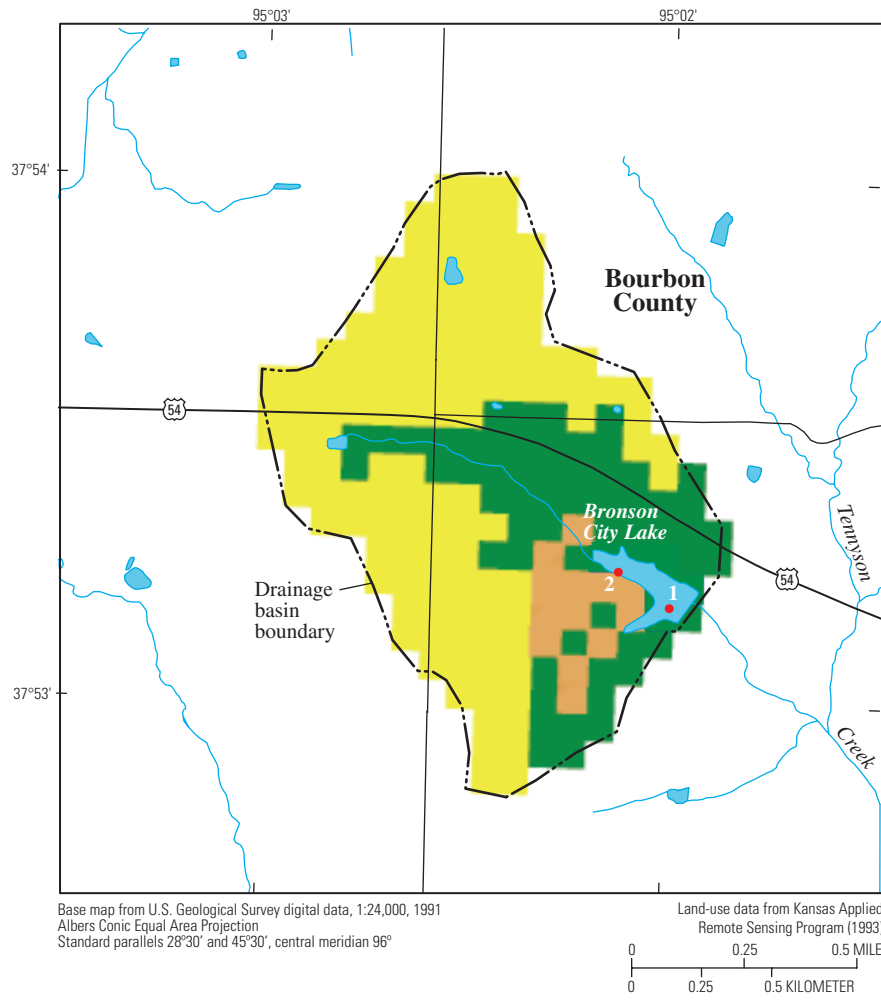 95°03'
95°02'
37°54'
Bourbon
County
54
Bronson
City Lake
Tennyson
54
2
1
Drainage
basin
boundary
37°53'
Creek
Base map from U.S. Geological Survey digital data, 1:24,000, 1991
Albers Conic Equal Area Projection
Standard parallels 28°30' and 45°30', central meridian 96°
Land-use data from Kansas Applied
Remote Sensing Program (1993)
0 0.25 0.5 MILE
0 0.25 0.5 KILOMETER